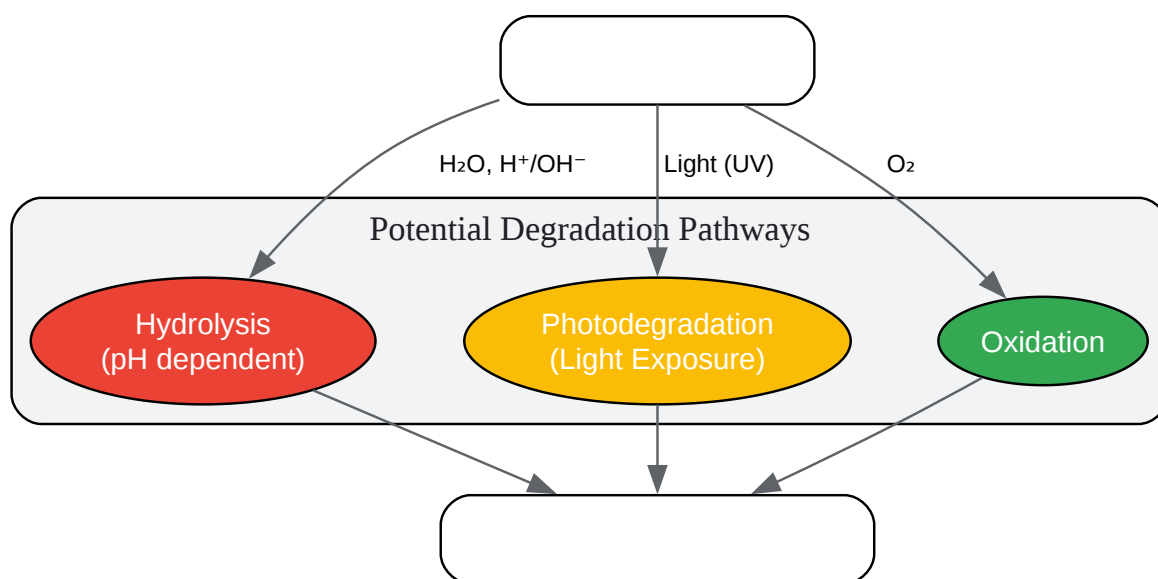 H₂O, H⁺/OH⁻
Light (UV)
O₂
Potential Degradation Pathways
Hydrolysis
(pH dependent)
Photodegradation
(Light Exposure)
Oxidation